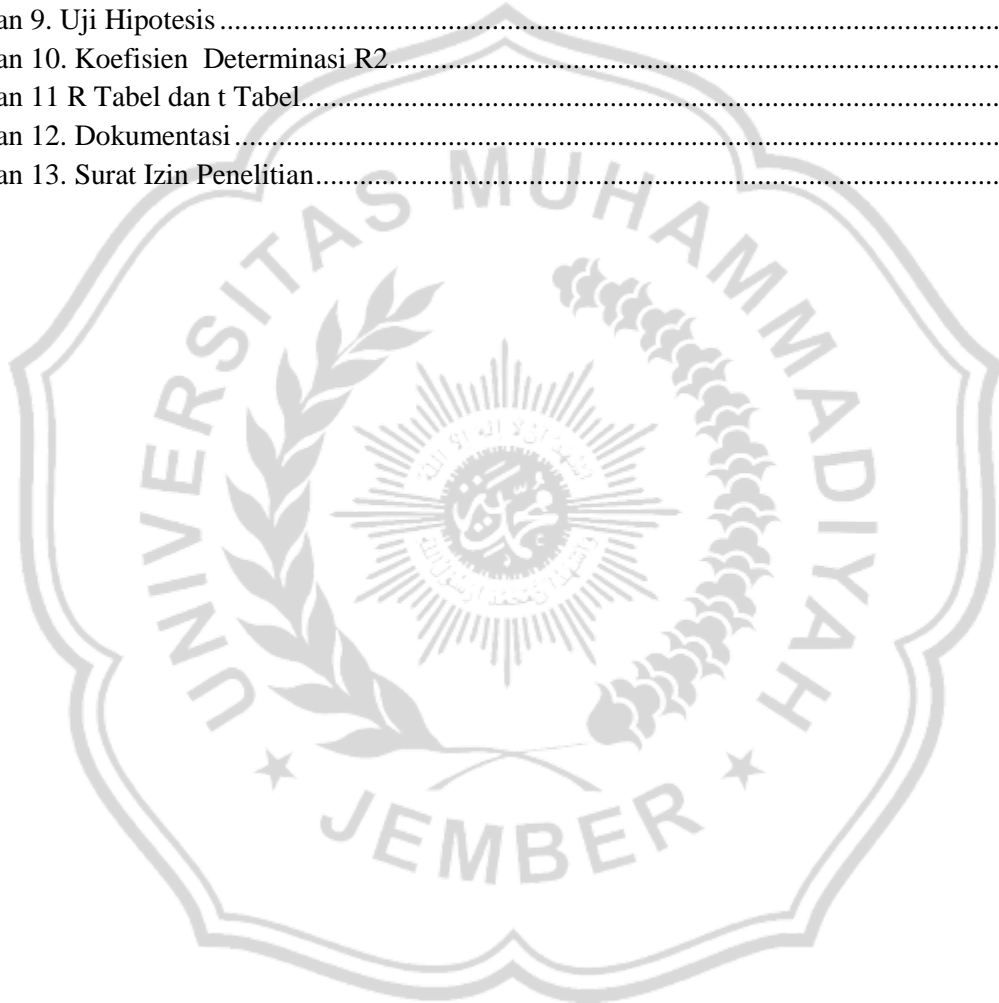 an 9. Uji Hipotesis
an 10. Koefisien  Determinasi R2
an 11 R Tabel dan t Tabel
an 12. Dokumentasi
an 13. Surat Izin Penelitian
UNIVERSITAS MUHAMMADIYAH
JEMBER